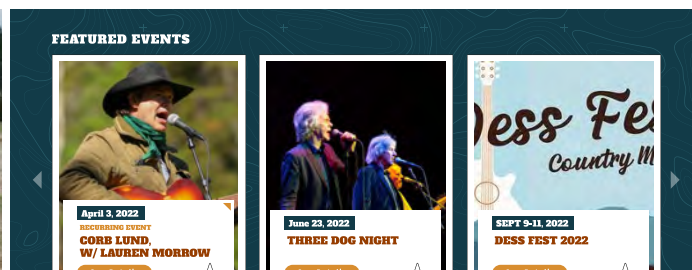 FEATURED EVENTS
Dess Fes
Country M
April 3, 2022
RECURRING EVENT
CORB LUND,
W/ LAUREN MORROW
June 23, 2022
THREE DOG NIGHT
SEPT 9-11, 2022
DESS FEST 2022